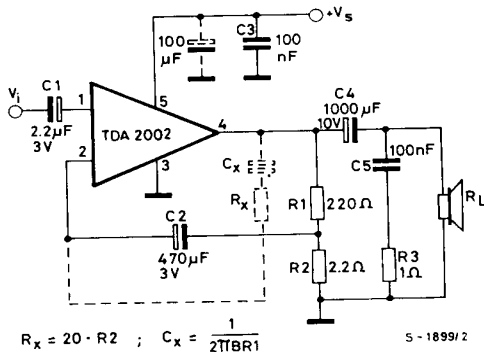 +Vs
100 µF
C3
100 nF
Vi
C1
2.2µF
3V
1
2
3
4
5
TDA 2002
C4
1000 µF
10V
Cx
Rx
100nF
C5
R1
220Ω
RL
C2
470µF
3V
R2
2.2Ω
R3
1Ω
Rx = 20 · R2 ; Cx = 1 / 2πBR1
S-1899/2